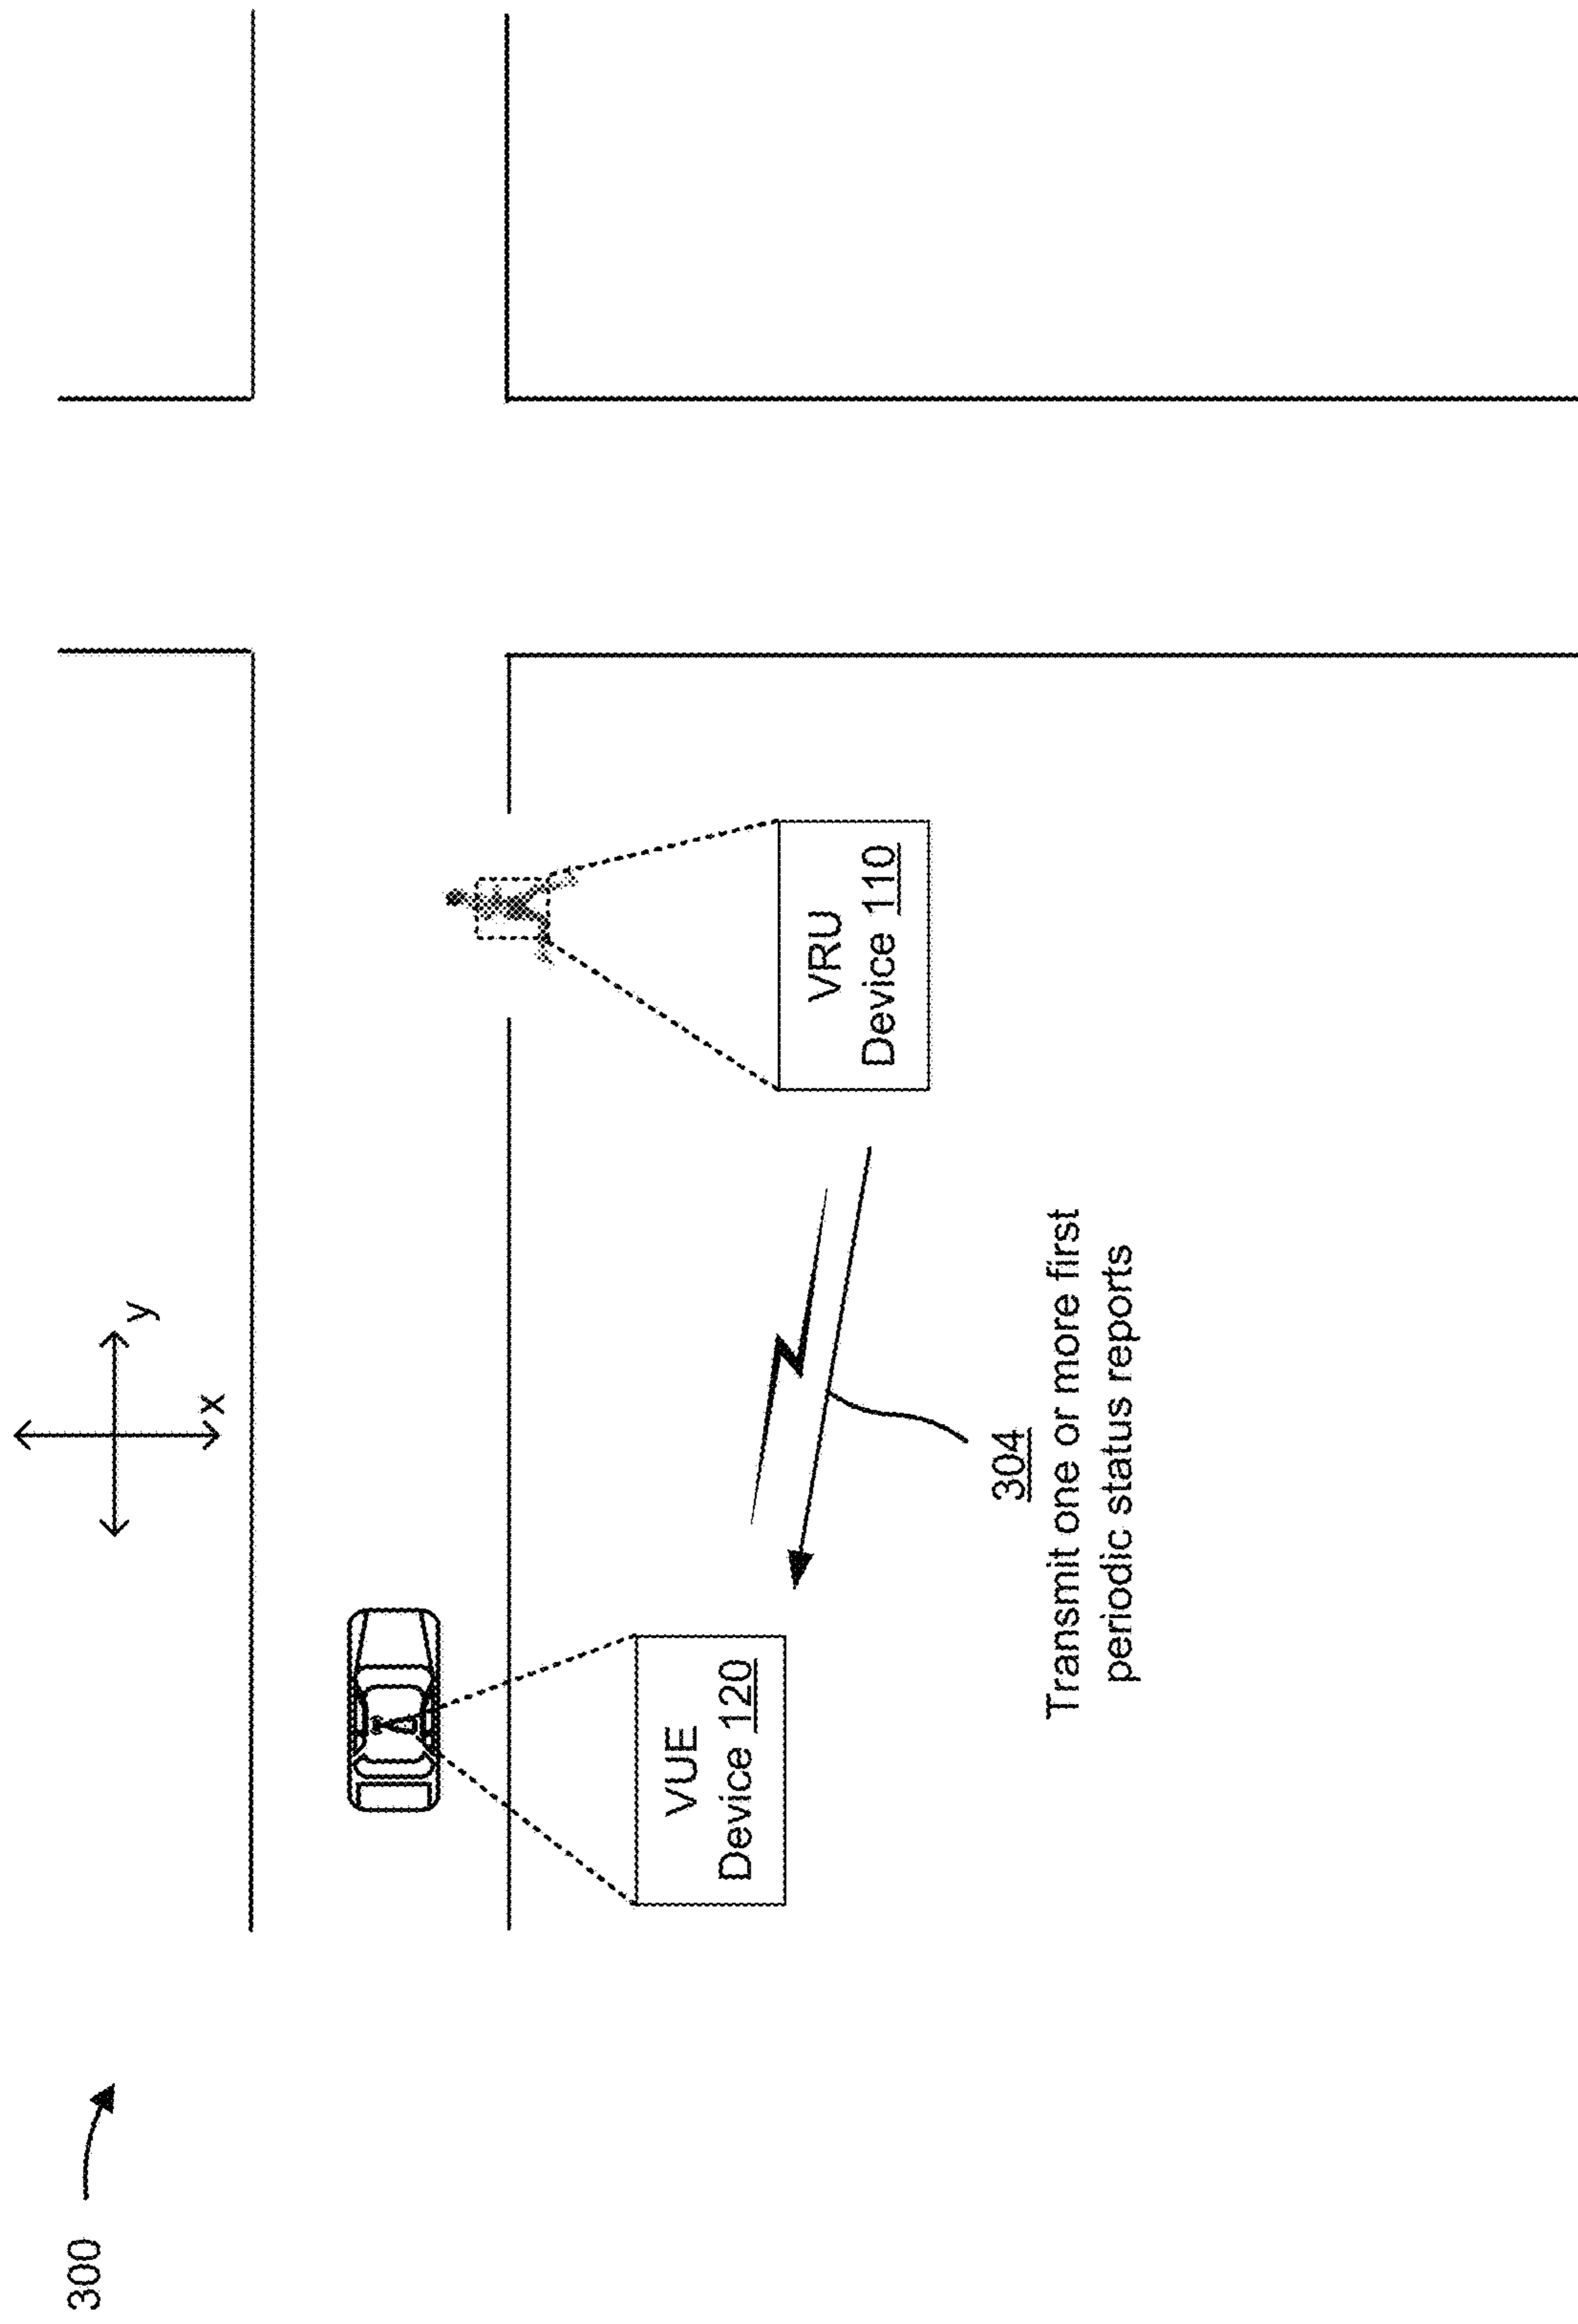 300
x
y
VUE
Device 120
VRU
Device 110
304
Transmit one or more first
periodic status reports